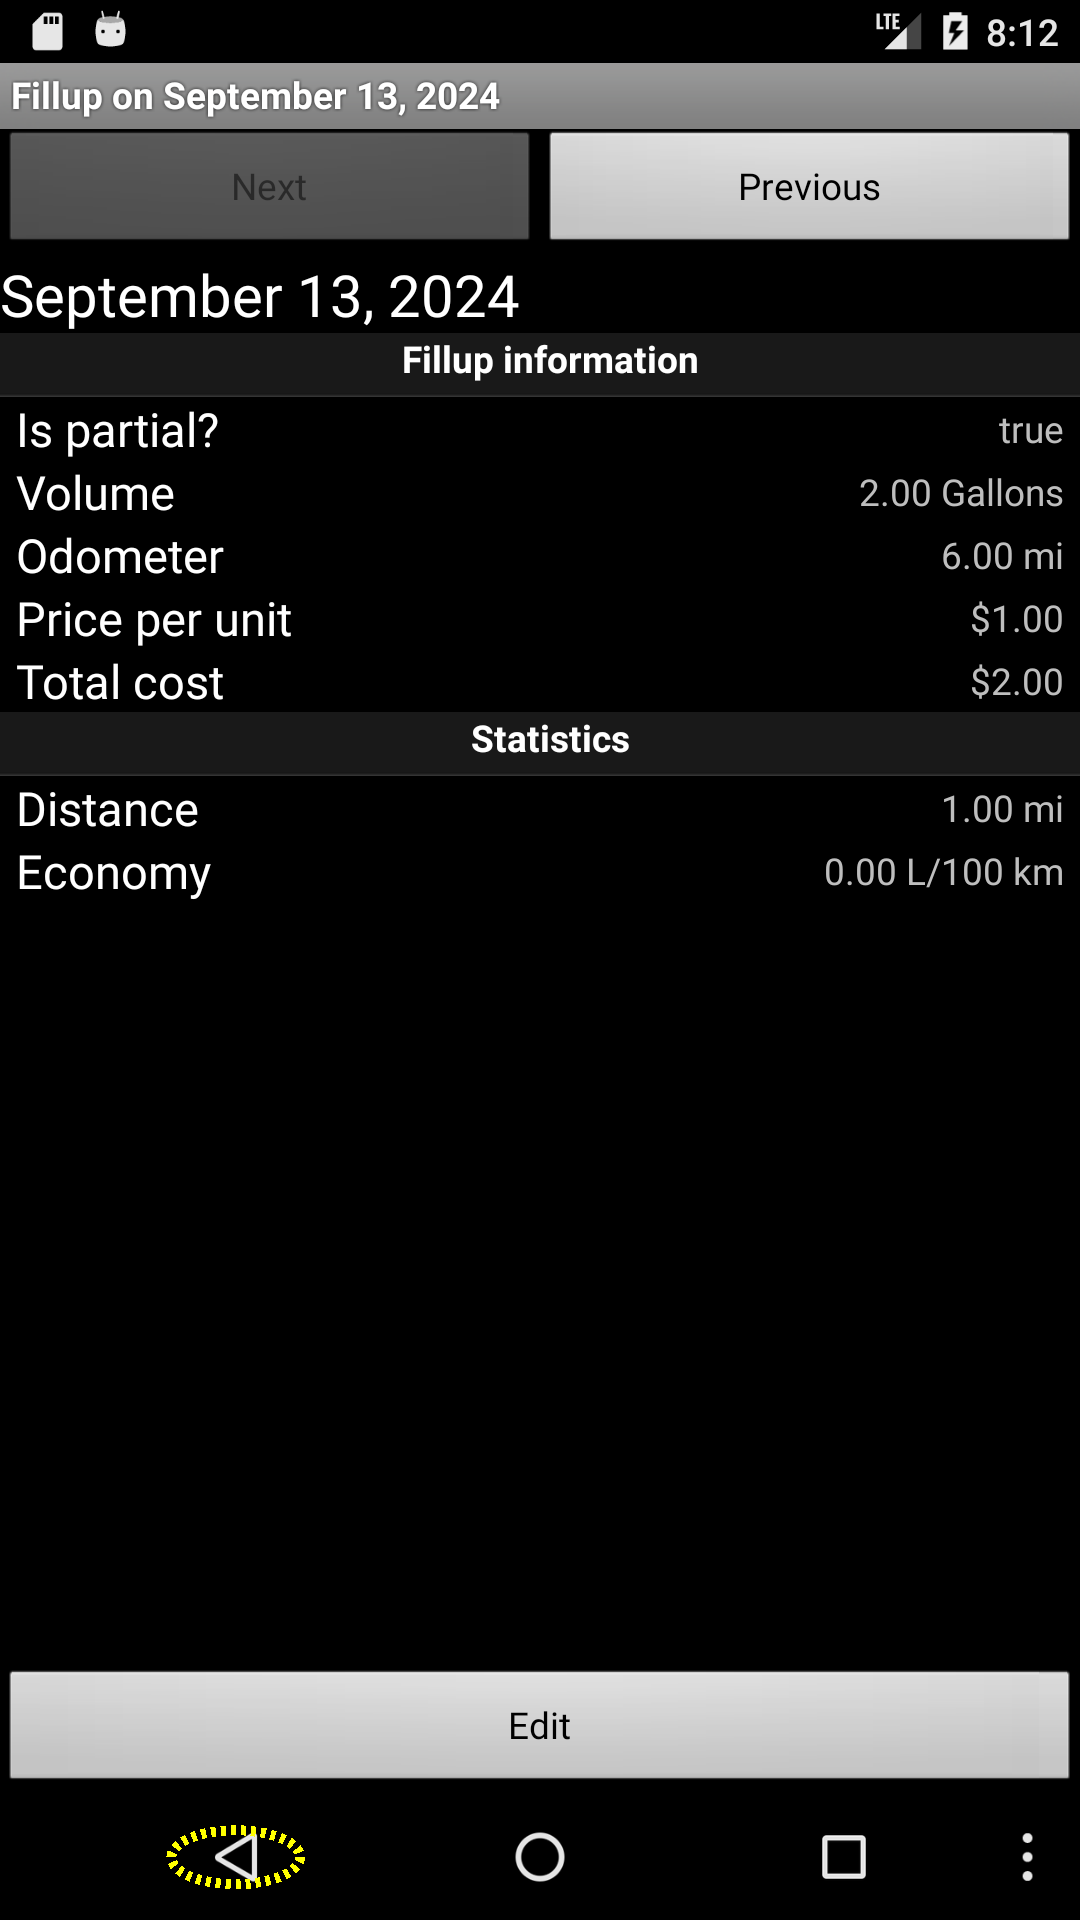 LTE 8:12
Fillup on September 13, 2024
Next Previous
September 13, 2024
Fillup information
Is partial? true
Volume 2.00 Gallons
Odometer 6.00 mi
Price per unit $1.00
Total cost $2.00
Statistics
Distance 1.00 mi
Economy 0.00 L/100 km
Edit